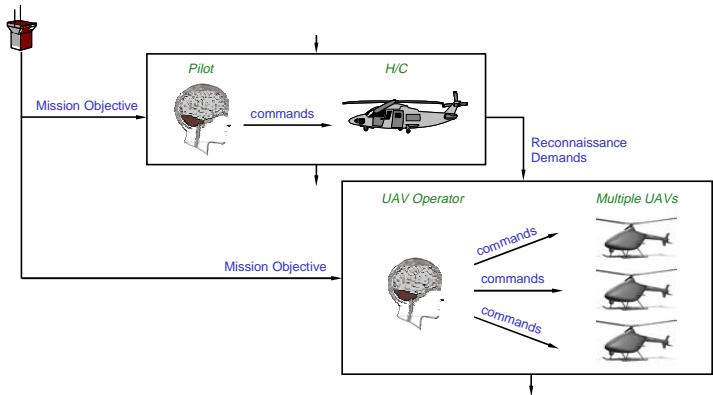 Pilot
H/C
Mission Objective
commands
Reconnaissance
Demands
UAV Operator
Multiple UAVs
commands
Mission Objective
commands
commands